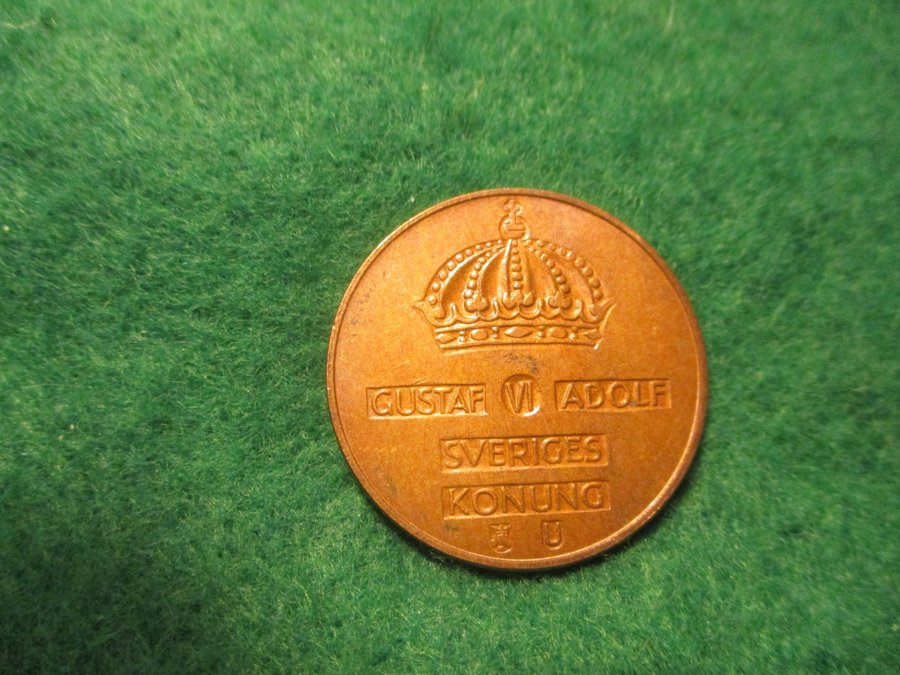 GUSTAF VI ADOLF
SVERIGES
KONUNG
U